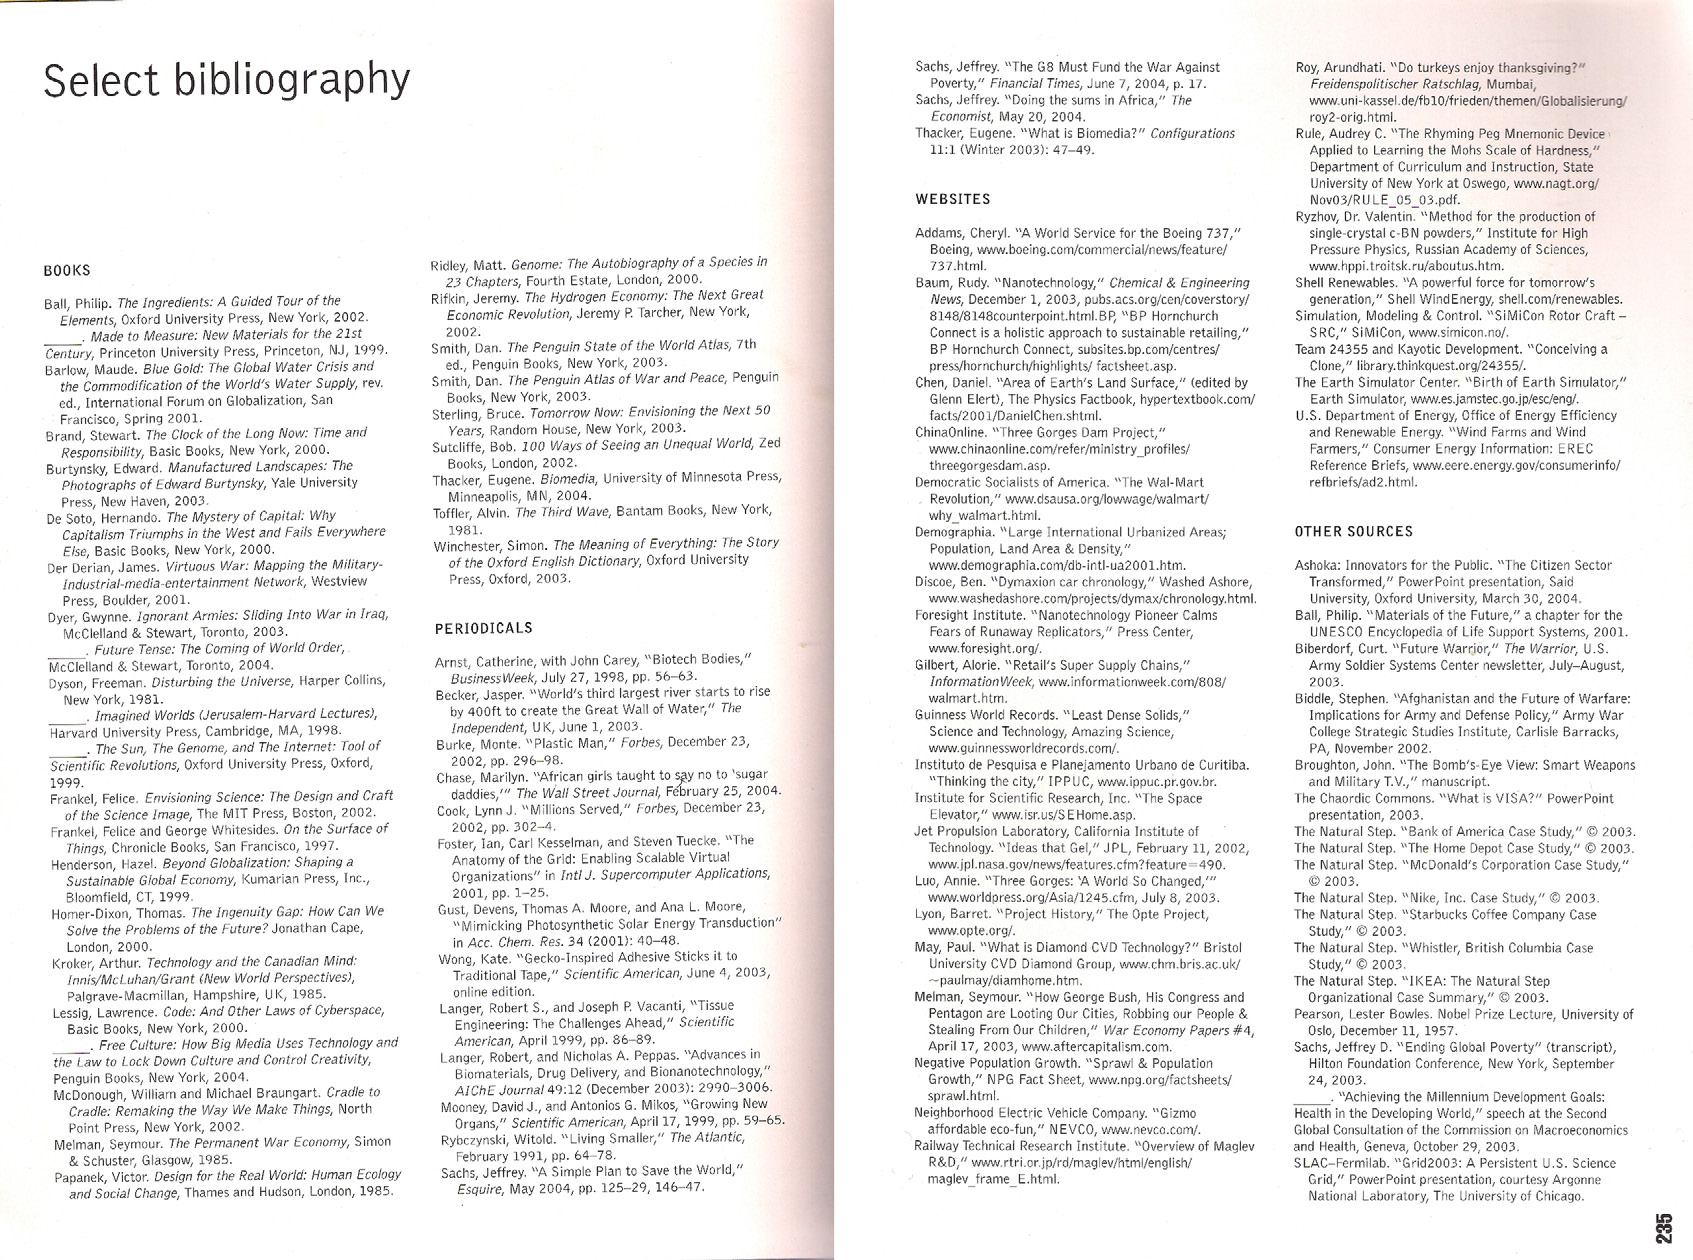 Select bibliography
BOOKS
Ball, Philip. The Ingredients: A Guided Tour of the
Elements, Oxford University Press, New York, 2002.
_____. Made to Measure: New Materials for the 21st
Century, Princeton University Press, Princeton, NJ, 1999.
Barlow, Maude. Blue Gold: The Global Water Crisis and
the Commodification of the World's Water Supply, rev.
ed., International Forum on Globalization, San
Francisco, Spring 2001.
Brand, Stewart. The Clock of the Long Now: Time and
Responsibility, Basic Books, New York, 2000.
Burtynsky, Edward. Manufactured Landscapes: The
Photographs of Edward Burtynsky, Yale University
Press, New Haven, 2003.
De Soto, Hernando. The Mystery of Capital: Why
Capitalism Triumphs in the West and Fails Everywhere
Else, Basic Books, New York, 2000.
Der Derian, James. Virtuous War: Mapping the Military-
Industrial-media-entertainment Network, Westview
Press, Boulder, 2001.
Dyer, Gwynne. Ignorant Armies: Sliding Into War in Iraq,
McClelland & Stewart, Toronto, 2003.
_____. Future Tense: The Coming of World Order,
McClelland & Stewart, Toronto, 2004.
Dyson, Freeman. Disturbing the Universe, Harper Collins,
New York, 1981.
_____. Imagined Worlds (Jerusalem-Harvard Lectures),
Harvard University Press, Cambridge, MA, 1998.
_____. The Sun, The Genome, and The Internet: Tool of
Scientific Revolutions, Oxford University Press, Oxford,
1999.
Frankel, Felice. Envisioning Science: The Design and Craft
of the Science Image, The MIT Press, Boston, 2002.
Frankel, Felice and George Whitesides. On the Surface of
Things, Chronicle Books, San Francisco, 1997.
Henderson, Hazel. Beyond Globalization: Shaping a
Sustainable Global Economy, Kumarian Press, Inc.,
Bloomfield, CT, 1999.
Homer-Dixon, Thomas. The Ingenuity Gap: How Can We
Solve the Problems of the Future? Jonathan Cape,
London, 2000.
Kroker, Arthur. Technology and the Canadian Mind:
Innis/McLuhan/Grant (New World Perspectives),
Palgrave-Macmillan, Hampshire, UK, 1985.
Lessig, Lawrence. Code: And Other Laws of Cyberspace,
Basic Books, New York, 2000.
_____. Free Culture: How Big Media Uses Technology and
the Law to Lock Down Culture and Control Creativity,
Penguin Books, New York, 2004.
McDonough, William and Michael Braungart. Cradle to
Cradle: Remaking the Way We Make Things, North
Point Press, New York, 2002.
Melman, Seymour. The Permanent War Economy, Simon
& Schuster, Glasgow, 1985.
Papanek, Victor. Design for the Real World: Human Ecology
and Social Change, Thames and Hudson, London, 1985.
Ridley, Matt. Genome: The Autobiography of a Species in
23 Chapters, Fourth Estate, London, 2000.
Rifkin, Jeremy. The Hydrogen Economy: The Next Great
Economic Revolution, Jeremy P. Tarcher, New York,
2002.
Smith, Dan. The Penguin State of the World Atlas, 7th
ed., Penguin Books, New York, 2003.
Smith, Dan. The Penguin Atlas of War and Peace, Penguin
Books, New York, 2003.
Sterling, Bruce. Tomorrow Now: Envisioning the Next 50
Years, Random House, New York, 2003.
Sutcliffe, Bob. 100 Ways of Seeing an Unequal World, Zed
Books, London, 2002.
Thacker, Eugene. Biomedia, University of Minnesota Press,
Minneapolis, MN, 2004.
Toffler, Alvin. The Third Wave, Bantam Books, New York,
1981.
Winchester, Simon. The Meaning of Everything: The Story
of the Oxford English Dictionary, Oxford University
Press, Oxford, 2003.
PERIODICALS
Arnst, Catherine, with John Carey, "Biotech Bodies,"
BusinessWeek, July 27, 1998, pp. 56–63.
Becker, Jasper. "World's third largest river starts to rise
by 400ft to create the Great Wall of Water," The
Independent, UK, June 1, 2003.
Burke, Monte. "Plastic Man," Forbes, December 23,
2002, pp. 296–98.
Chase, Marilyn. "African girls taught to say no to 'sugar
daddies,'" The Wall Street Journal, February 25, 2004.
Cook, Lynn J. "Millions Served," Forbes, December 23,
2002, pp. 302–4.
Foster, Ian, Carl Kesselman, and Steven Tuecke. "The
Anatomy of the Grid: Enabling Scalable Virtual
Organizations" in Intl J. Supercomputer Applications,
2001, pp. 1–25.
Gust, Devens, Thomas A. Moore, and Ana L. Moore,
"Mimicking Photosynthetic Solar Energy Transduction"
in Acc. Chem. Res. 34 (2001): 40–48.
Wong, Kate. "Gecko-Inspired Adhesive Sticks it to
Traditional Tape," Scientific American, June 4, 2003,
online edition.
Langer, Robert S., and Joseph P. Vacanti, "Tissue
Engineering: The Challenges Ahead," Scientific
American, April 1999, pp. 86–89.
Langer, Robert, and Nicholas A. Peppas. "Advances in
Biomaterials, Drug Delivery, and Bionanotechnology,"
AIChE Journal 49:12 (December 2003): 2990–3006.
Mooney, David J., and Antonios G. Mikos, "Growing New
Organs," Scientific American, April 17, 1999, pp. 59–65.
Rybczynski, Witold. "Living Smaller," The Atlantic,
February 1991, pp. 64–78.
Sachs, Jeffrey. "A Simple Plan to Save the World,"
Esquire, May 2004, pp. 125–29, 146–47.
Sachs, Jeffrey. "The G8 Must Fund the War Against
Poverty," Financial Times, June 7, 2004, p. 17.
Sachs, Jeffrey. "Doing the sums in Africa," The
Economist, May 20, 2004.
Thacker, Eugene. "What is Biomedia?" Configurations
11:1 (Winter 2003): 47–49.
WEBSITES
Addams, Cheryl. "A World Service for the Boeing 737,"
Boeing, www.boeing.com/commercial/news/feature/
737.html.
Baum, Rudy. "Nanotechnology," Chemical & Engineering
News, December 1, 2003, pubs.acs.org/cen/coverstory/
8148/8148counterpoint.html.BP, "BP Hornchurch
Connect is a holistic approach to sustainable retailing,"
BP Hornchurch Connect, subsites.bp.com/centres/
press/hornchurch/highlights/ factsheet.asp.
Chen, Daniel. "Area of Earth's Land Surface," (edited by
Glenn Elert), The Physics Factbook, hypertextbook.com/
facts/2001/DanielChen.shtml.
ChinaOnline. "Three Gorges Dam Project,"
www.chinaonline.com/refer/ministry_profiles/
threegorgesdam.asp.
Democratic Socialists of America. "The Wal-Mart
Revolution," www.dsausa.org/lowwage/walmart/
why_walmart.html.
Demographia. "Large International Urbanized Areas;
Population, Land Area & Density,"
www.demographia.com/db-intl-ua2001.htm.
Discoe, Ben. "Dymaxion car chronology," Washed Ashore,
www.washedashore.com/projects/dymax/chronology.html.
Foresight Institute. "Nanotechnology Pioneer Calms
Fears of Runaway Replicators," Press Center,
www.foresight.org/.
Gilbert, Alorie. "Retail's Super Supply Chains,"
InformationWeek, www.informationweek.com/808/
walmart.htm.
Guinness World Records. "Least Dense Solids,"
Science and Technology, Amazing Science,
www.guinnessworldrecords.com/.
Instituto de Pesquisa e Planejamento Urbano de Curitiba.
"Thinking the city," IPPUC, www.ippuc.pr.gov.br.
Institute for Scientific Research, Inc. "The Space
Elevator," www.isr.us/SEHome.asp.
Jet Propulsion Laboratory, California Institute of
Technology. "Ideas that Gel," JPL, February 11, 2002,
www.jpl.nasa.gov/news/features.cfm?feature=490.
Luo, Annie. "Three Gorges: 'A World So Changed,'"
www.worldpress.org/Asia/1245.cfm, July 8, 2003.
Lyon, Barret. "Project History," The Opte Project,
www.opte.org/.
May, Paul. "What is Diamond CVD Technology?" Bristol
University CVD Diamond Group, www.chm.bris.ac.uk/
~paulmay/diamhome.htm.
Melman, Seymour. "How George Bush, His Congress and
Pentagon are Looting Our Cities, Robbing our People &
Stealing From Our Children," War Economy Papers #4,
April 17, 2003, www.aftercapitalism.com.
Negative Population Growth. "Sprawl & Population
Growth," NPG Fact Sheet, www.npg.org/factsheets/
sprawl.html.
Neighborhood Electric Vehicle Company. "Gizmo
affordable eco-fun," NEVCO, www.nevco.com/.
Railway Technical Research Institute. "Overview of Maglev
R&D," www.rtri.or.jp/rd/maglev/html/english/
maglev_frame_E.html.
Roy, Arundhati. "Do turkeys enjoy thanksgiving?"
Freidenspolitischer Ratschlag, Mumbai,
www.uni-kassel.de/fb10/frieden/themen/Globalisierung/
roy2-orig.html.
Rule, Audrey C. "The Rhyming Peg Mnemonic Device
Applied to Learning the Mohs Scale of Hardness,"
Department of Curriculum and Instruction, State
University of New York at Oswego, www.nagt.org/
Nov03/RULE_05_03.pdf.
Ryzhov, Dr. Valentin. "Method for the production of
single-crystal c-BN powders," Institute for High
Pressure Physics, Russian Academy of Sciences,
www.hppi.troitsk.ru/aboutus.htm.
Shell Renewables. "A powerful force for tomorrow's
generation," Shell WindEnergy, shell.com/renewables.
Simulation, Modeling & Control. "SiMiCon Rotor Craft –
SRC," SiMiCon, www.simicon.no/.
Team 24355 and Kayotic Development. "Conceiving a
Clone," library.thinkquest.org/24355/.
The Earth Simulator Center. "Birth of Earth Simulator,"
Earth Simulator, www.es.jamstec.go.jp/esc/eng/.
U.S. Department of Energy, Office of Energy Efficiency
and Renewable Energy. "Wind Farms and Wind
Farmers," Consumer Energy Information: EREC
Reference Briefs, www.eere.energy.gov/consumerinfo/
refbriefs/ad2.html.
OTHER SOURCES
Ashoka: Innovators for the Public. "The Citizen Sector
Transformed," PowerPoint presentation, Said
University, Oxford University, March 30, 2004.
Ball, Philip. "Materials of the Future," a chapter for the
UNESCO Encyclopedia of Life Support Systems, 2001.
Biberdorf, Curt. "Future Warrior," The Warrior, U.S.
Army Soldier Systems Center newsletter, July–August,
2003.
Biddle, Stephen. "Afghanistan and the Future of Warfare:
Implications for Army and Defense Policy," Army War
College Strategic Studies Institute, Carlisle Barracks,
PA, November 2002.
Broughton, John. "The Bomb's-Eye View: Smart Weapons
and Military T.V.," manuscript.
The Chaordic Commons. "What is VISA?" PowerPoint
presentation, 2003.
The Natural Step. "Bank of America Case Study," © 2003.
The Natural Step. "The Home Depot Case Study," © 2003.
The Natural Step. "McDonald's Corporation Case Study,"
© 2003.
The Natural Step. "Nike, Inc. Case Study," © 2003.
The Natural Step. "Starbucks Coffee Company Case
Study," © 2003.
The Natural Step. "Whistler, British Columbia Case
Study," © 2003.
The Natural Step. "IKEA: The Natural Step
Organizational Case Summary," © 2003.
Pearson, Lester Bowles. Nobel Prize Lecture, University of
Oslo, December 11, 1957.
Sachs, Jeffrey D. "Ending Global Poverty" (transcript),
Hilton Foundation Conference, New York, September
24, 2003.
_____. "Achieving the Millennium Development Goals:
Health in the Developing World," speech at the Second
Global Consultation of the Commission on Macroeconomics
and Health, Geneva, October 29, 2003.
SLAC–Fermilab. "Grid2003: A Persistent U.S. Science
Grid," PowerPoint presentation, courtesy Argonne
National Laboratory, The University of Chicago.
235